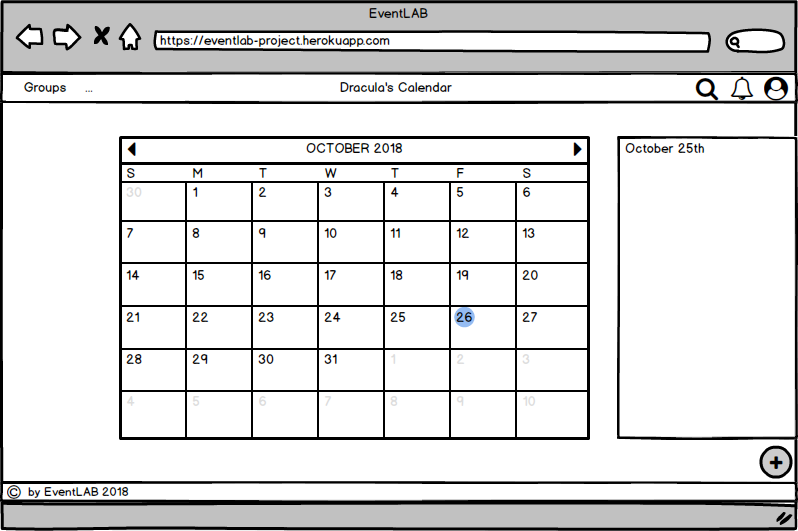 EventLAB
https://eventlab-project.herokuapp.com
Groups ... Dracula's Calendar
OCTOBER 2018
October 25th
S M T W T F S
30 1 2 3 4 5 6
7 8 9 10 11 12 13
14 15 16 17 18 19 20
21 22 23 24 25 26 27
28 29 30 31 1 2 3
4 5 6 7 8 9 10
© by EventLAB 2018